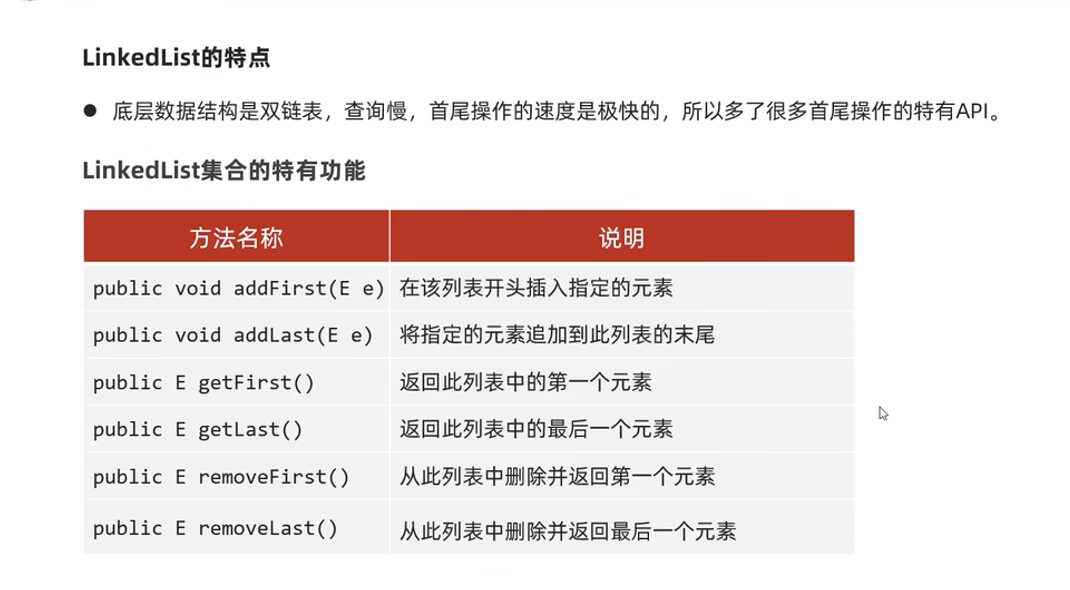 LinkedList的特点
● 底层数据结构是双链表，查询慢，首尾操作的速度是极快的，所以多了很多首尾操作的特有API。
LinkedList集合的特有功能
方法名称 说明
public void addFirst(E e) 在该列表开头插入指定的元素
public void addLast(E e) 将指定的元素追加到此列表的末尾
public E getFirst() 返回此列表中的第一个元素
public E getLast() 返回此列表中的最后一个元素
public E removeFirst() 从此列表中删除并返回第一个元素
public E removeLast() 从此列表中删除并返回最后一个元素